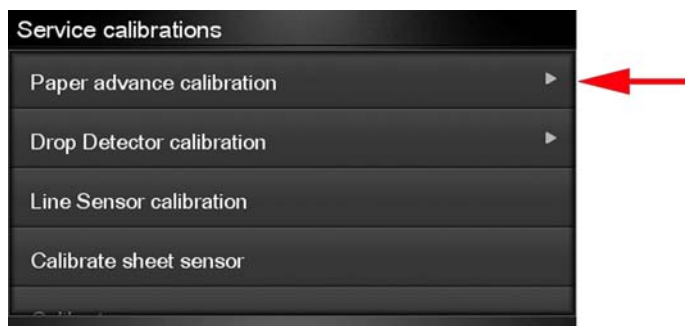 Service calibrations
Paper advance calibration
Drop Detector calibration
Line Sensor calibration
Calibrate sheet sensor